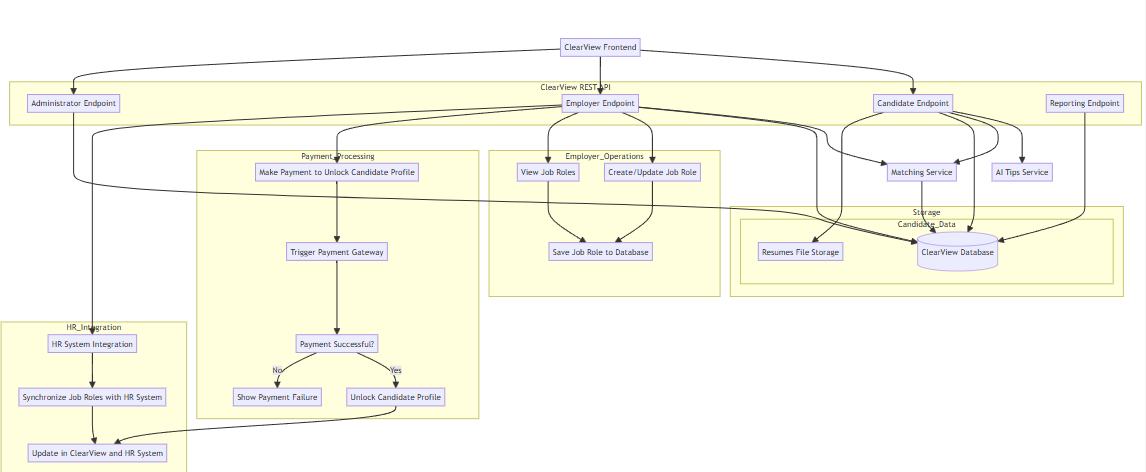 ClearView Frontend
ClearView REST API
Administrator Endpoint
Employer Endpoint
Candidate Endpoint
Reporting Endpoint
Payment_Processing
Employer_Operations
Make Payment to Unlock Candidate Profile
View Job Roles
Create/Update Job Role
Matching Service
AI Tips Service
Storage
Candidate_Data
Trigger Payment Gateway
Save Job Role to Database
Resumes File Storage
ClearView Database
HR_Integration
HR System Integration
Payment Successful?
No
Yes
Synchronize Job Roles with HR System
Show Payment Failure
Unlock Candidate Profile
Update in ClearView and HR System